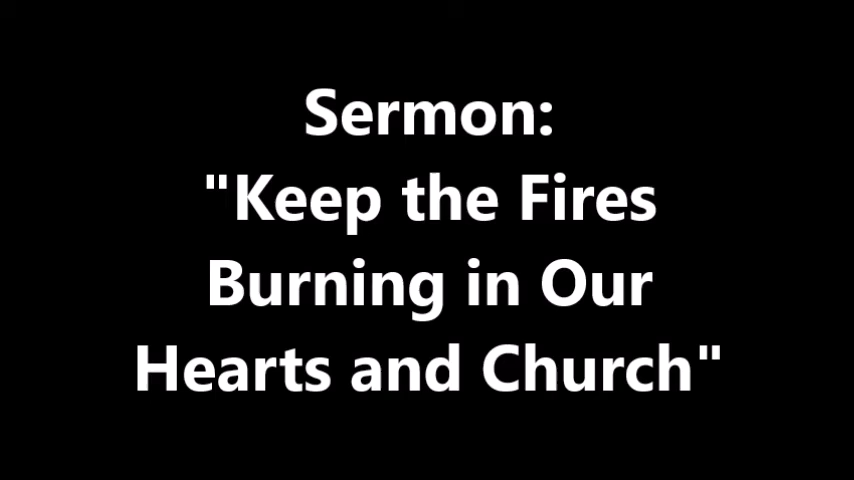 Sermon:
"Keep the Fires
Burning in Our
Hearts and Church"